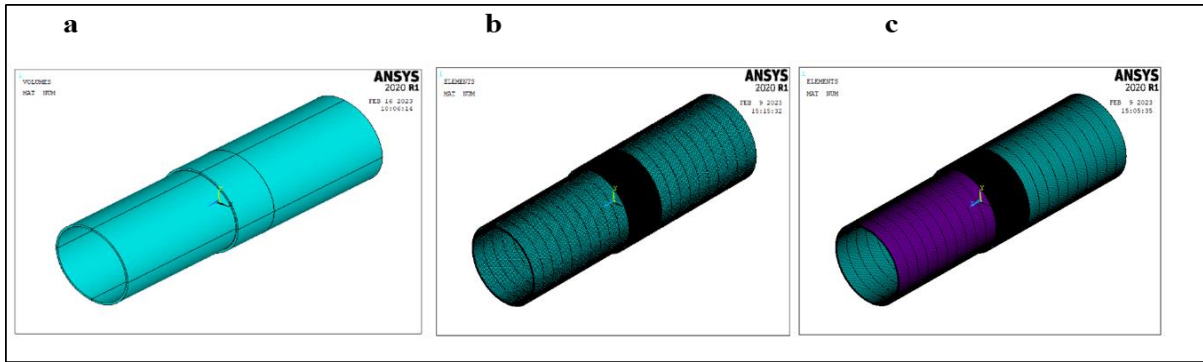 a
b
c
VOLUMES
MAT NUM
ANSYS
2020 R1
FEB 16 2023
10:06:14
ELEMENTS
MAT NUM
ANSYS
2020 R1
FEB 9 2023
15:15:32
ELEMENTS
MAT NUM
ANSYS
2020 R1
FEB 9 2023
15:05:35